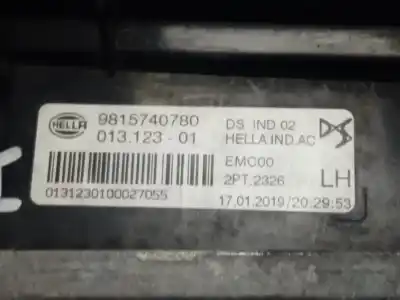 HELLA
9815740780
013.123-01
DS IND 02
HELLA IND.AC
DS
EMC00
2PT.2326
LH
0131230100027055
17.01.2019/20:29:53